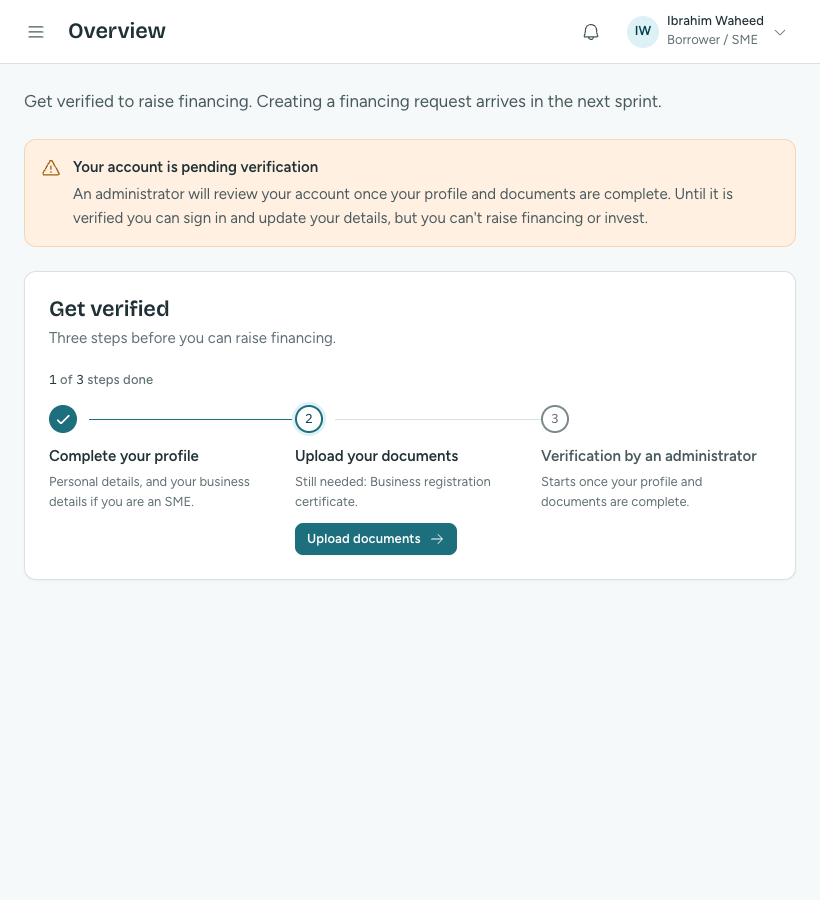 Overview
IW
Ibrahim Waheed
Borrower / SME
Get verified to raise financing. Creating a financing request arrives in the next sprint.
Your account is pending verification
An administrator will review your account once your profile and documents are complete. Until it is
verified you can sign in and update your details, but you can't raise financing or invest.
Get verified
Three steps before you can raise financing.
1 of 3 steps done
2
3
Complete your profile
Personal details, and your business
details if you are an SME.
Upload your documents
Still needed: Business registration
certificate.
Upload documents
Verification by an administrator
Starts once your profile and
documents are complete.